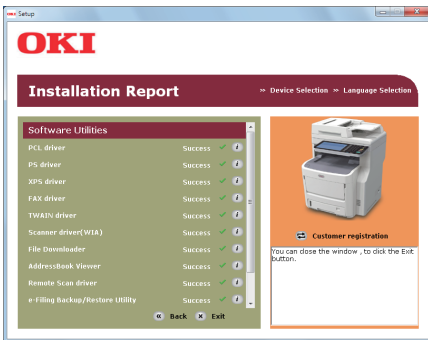 OKI Setup
OKI
Installation Report
» Device Selection » Language Selection
Software Utilities
PCL driver Success
PS driver Success
XPS driver Success
FAX driver Success
TWAIN driver Success
Scanner driver(WIA) Success
File Downloader Success
AddressBook Viewer Success
Remote Scan driver Success
e-Filing Backup/Restore Utility Success
Back Exit
Customer registration
You can close the window , to click the Exit
button.